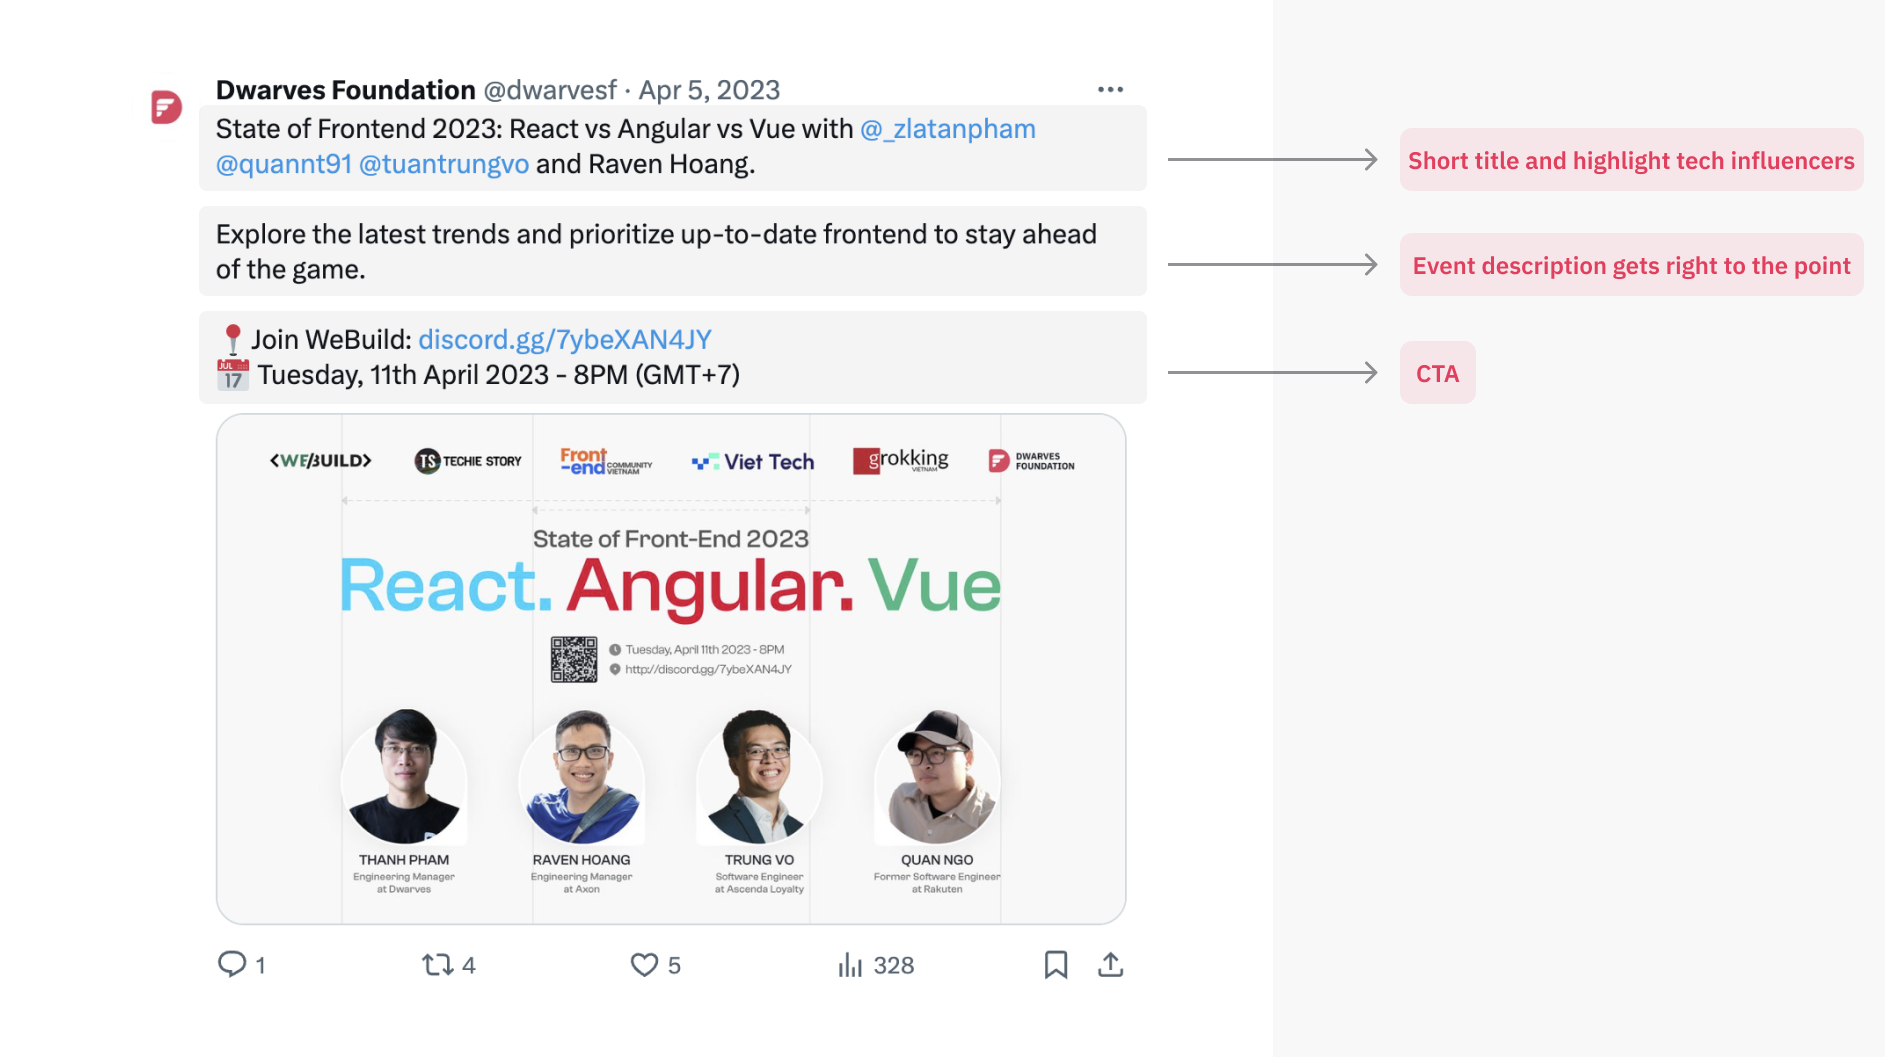 Dwarves Foundation @dwarvesf · Apr 5, 2023
State of Frontend 2023: React vs Angular vs Vue with @_zlatanpham
@quannt91 @tuantrungvo and Raven Hoang.
Short title and highlight tech influencers
Explore the latest trends and prioritize up-to-date frontend to stay ahead
of the game.
Event description gets right to the point
Join WeBuild: discord.gg/7ybeXAN4JY
JUL 17 Tuesday, 11th April 2023 - 8PM (GMT+7)
CTA
<WE/BUILD>
TS TECHIE STORY
Front
-end COMMUNITY
VIETNAM
Viet Tech
grokking
VIETNAM
DWARVES
FOUNDATION
State of Front-End 2023
React. Angular. Vue
Tuesday, April 11th 2023 - 8PM
http://discord.gg/7ybeXAN4JY
THANH PHAM
Engineering Manager
at Dwarves
RAVEN HOANG
Engineering Manager
at Axon
TRUNG VO
Software Engineer
at Ascenda Loyalty
QUAN NGO
Former Software Engineer
at Rakuten
1 4 5 328